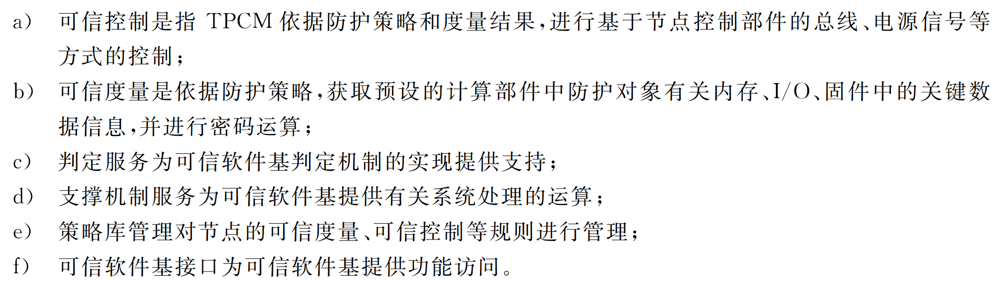 a) 可信控制是指 TPCM 依据防护策略和度量结果,进行基于节点控制部件的总线、电源信号等
方式的控制;
b) 可信度量是依据防护策略,获取预设的计算部件中防护对象有关内存、I/O、固件中的关键数
据信息,并进行密码运算;
c) 判定服务为可信软件基判定机制的实现提供支持;
d) 支撑机制服务为可信软件基提供有关系统处理的运算;
e) 策略库管理对节点的可信度量、可信控制等规则进行管理;
f) 可信软件基接口为可信软件基提供功能访问。